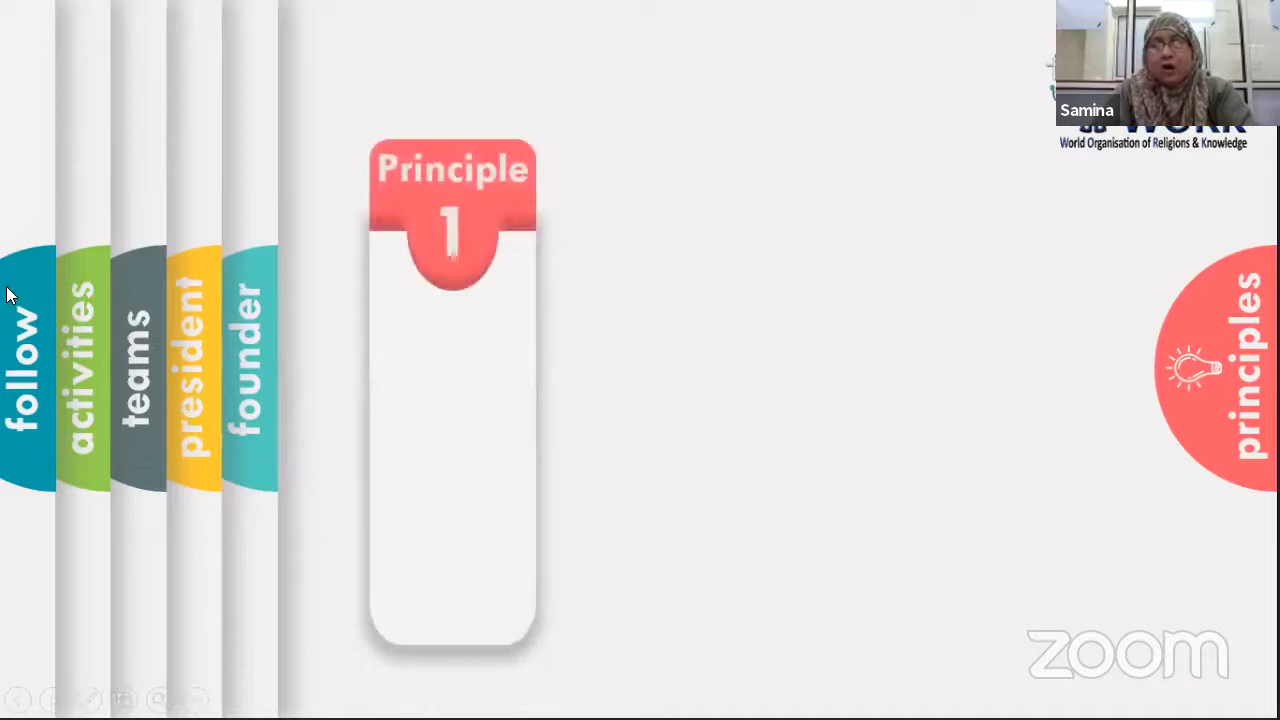 Samina
World Organisation of Religions & Knowledge
Principle
1
follow
activities
teams
president
founder
principles
zoom